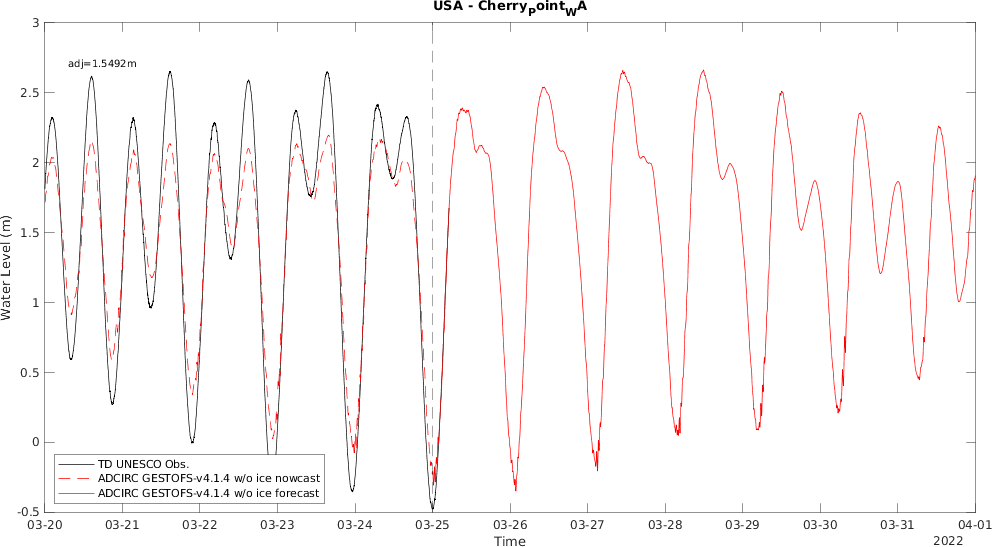 USA - Cherry_Point_WA
adj=1.5492m
3
2.5
2
1.5
1
0.5
0
-0.5
Water Level (m)
TD UNESCO Obs.
ADCIRC GESTOFS-v4.1.4 w/o ice nowcast
ADCIRC GESTOFS-v4.1.4 w/o ice forecast
03-20 03-21 03-22 03-23 03-24 03-25 03-26 03-27 03-28 03-29 03-30 03-31 04-01
Time
2022